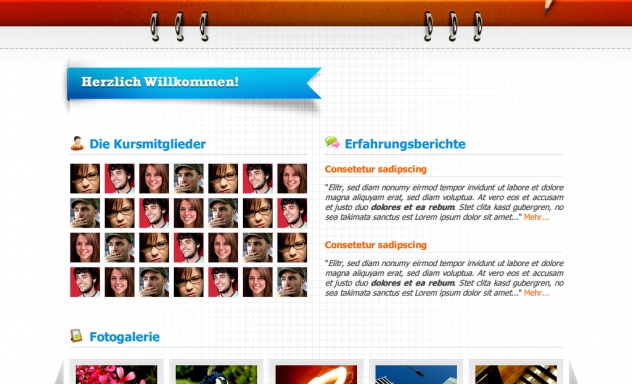 Herzlich Willkommen!
Die Kursmitglieder
Erfahrungsberichte
Consetetur sadipscing
"Elitr, sed diam nonumy eirmod tempor invidunt ut labore et dolore
magna aliquyam erat, sed diam voluptua. At vero eos et accusam
et justo duo dolores et ea rebum. Stet clita kasd gubergren, no
sea takimata sanctus est Lorem ipsum dolor sit amet..." Mehr...
Consetetur sadipscing
"Elitr, sed diam nonumy eirmod tempor invidunt ut labore et dolore
magna aliquyam erat, sed diam voluptua. At vero eos et accusam
et justo duo dolores et ea rebum. Stet clita kasd gubergren, no
sea takimata sanctus est Lorem ipsum dolor sit amet..." Mehr...
Fotogalerie